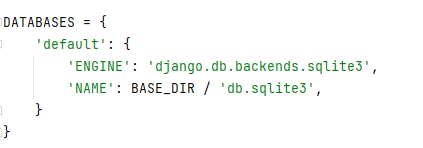 DATABASES = {
    'default': {
        'ENGINE': 'django.db.backends.sqlite3',
        'NAME': BASE_DIR / 'db.sqlite3',
    }
}